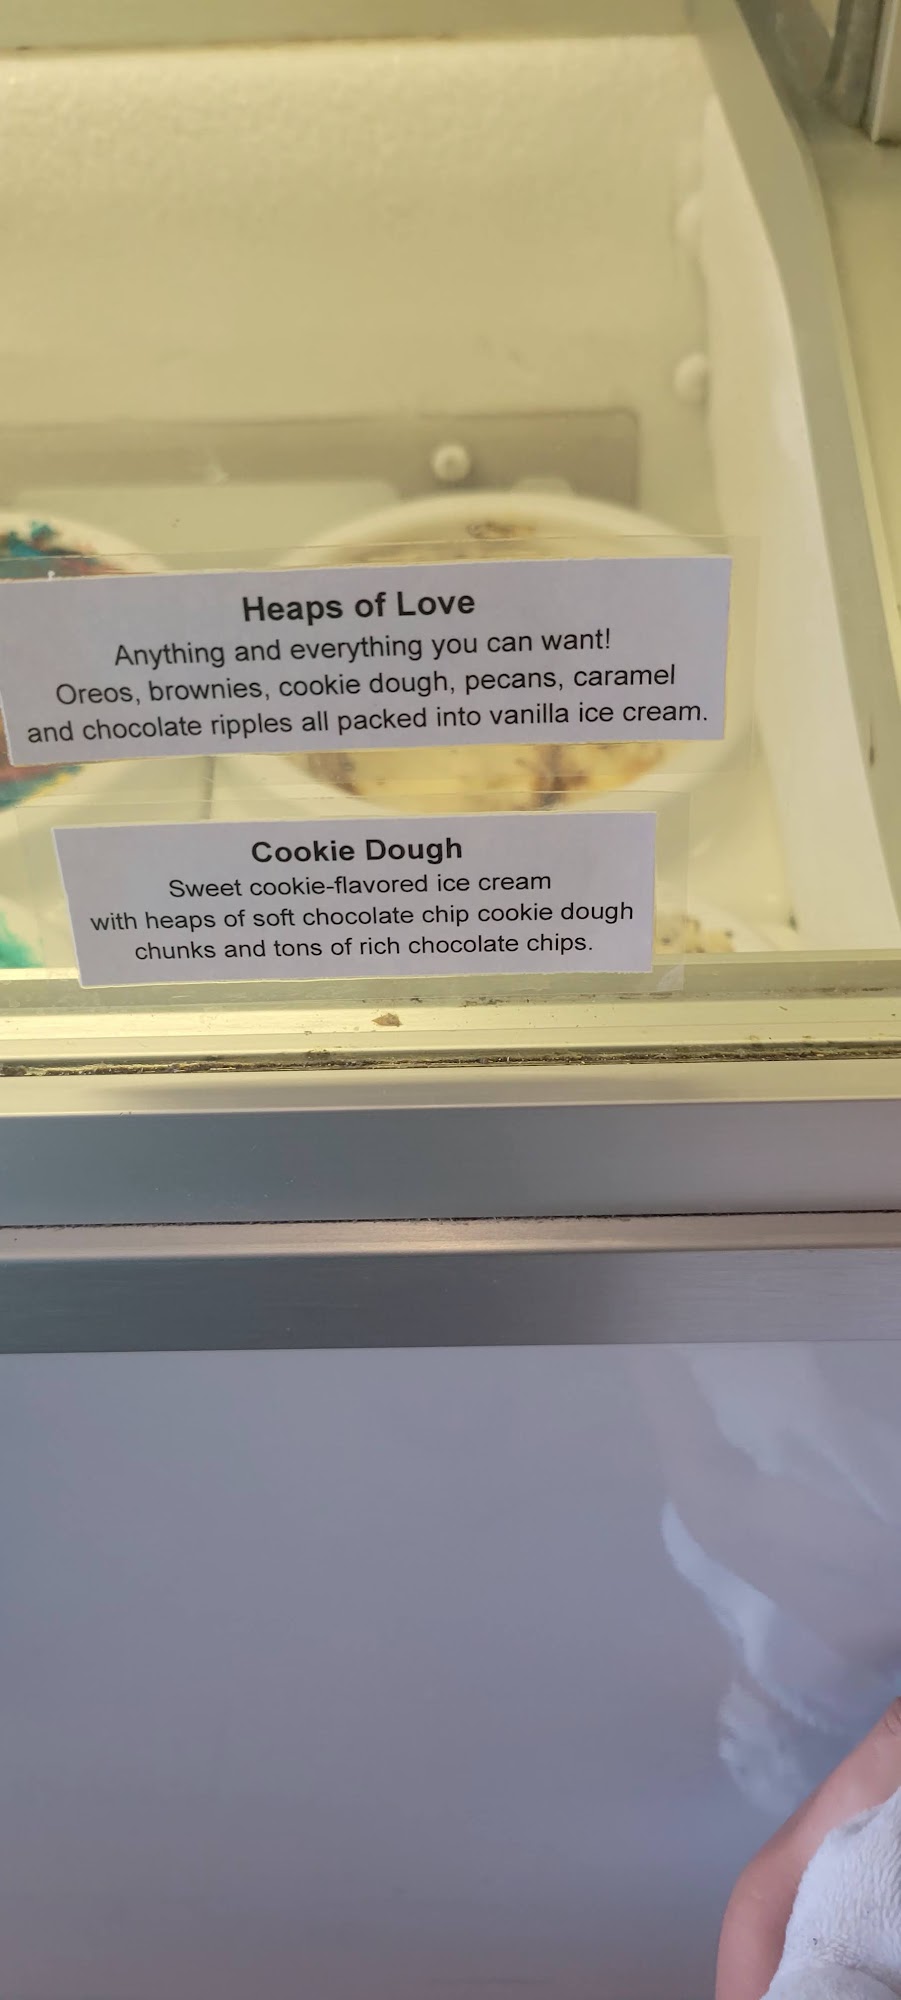 Heaps of Love
Anything and everything you can want!
Oreos, brownies, cookie dough, pecans, caramel
and chocolate ripples all packed into vanilla ice cream.
Cookie Dough
Sweet cookie-flavored ice cream
with heaps of soft chocolate chip cookie dough
chunks and tons of rich chocolate chips.